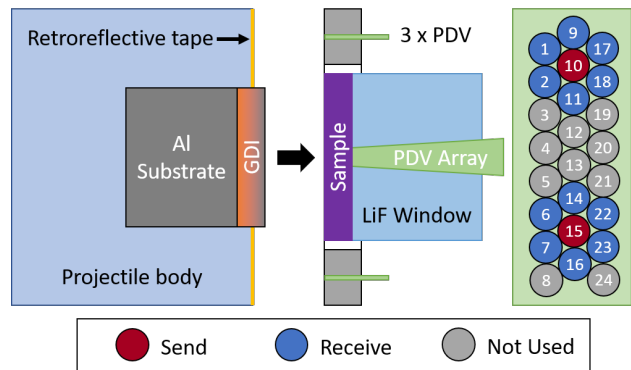 Retroreflective tape
3 x PDV
Al
Substrate
GDI
Sample
PDV Array
LiF Window
Projectile body
9
1
17
10
2
18
11
3
19
12
4
20
13
5
21
14
6
22
15
7
23
16
8
24
Send
Receive
Not Used